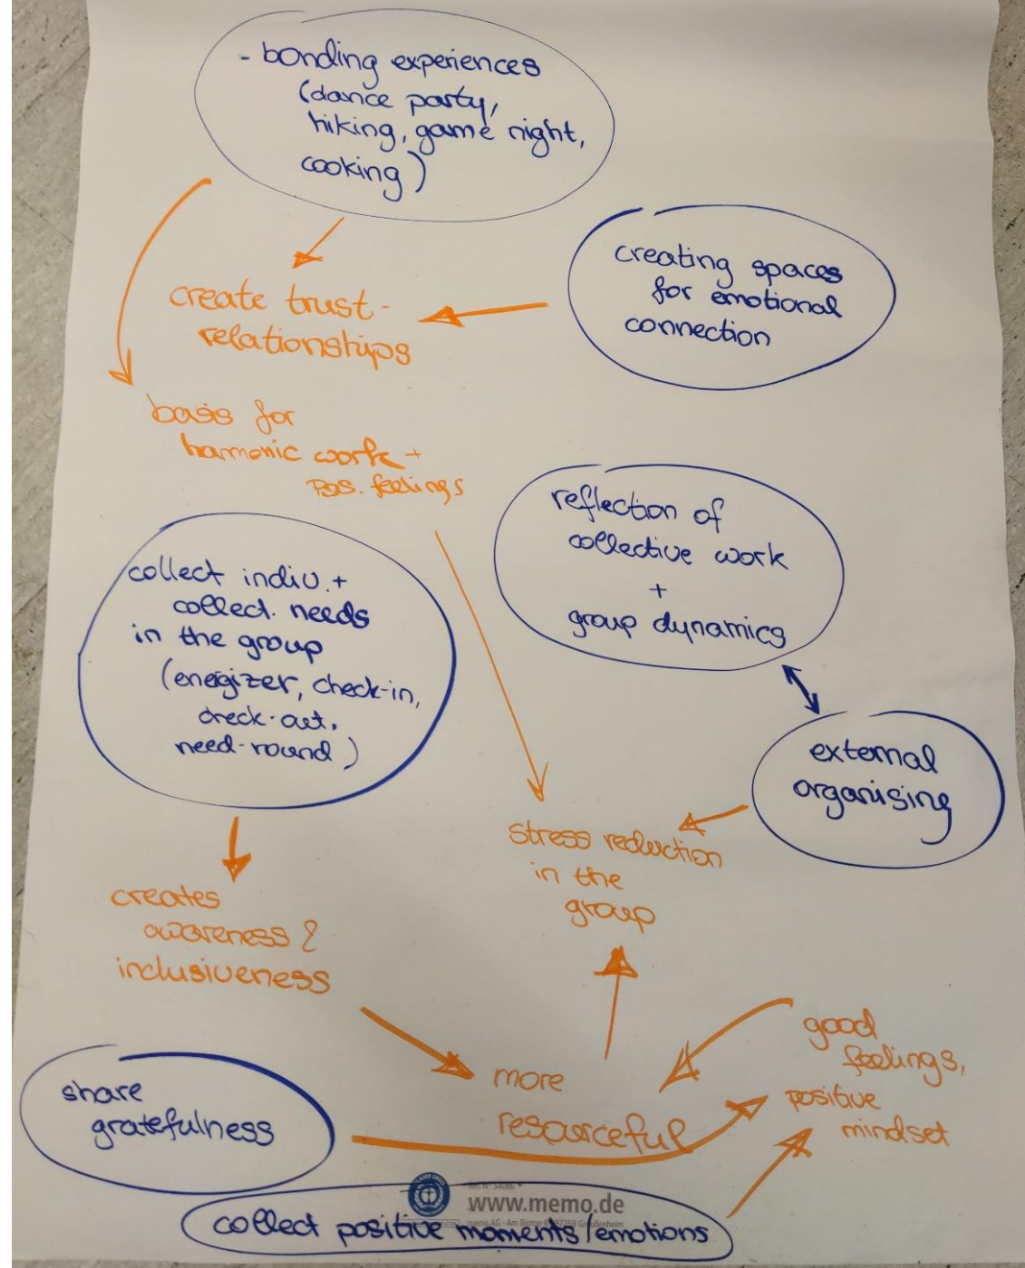 - bonding experiences
(dance party,
hiking, game night,
cooking)
creating spaces
for emotional
connection
create trust-
relationships
basis for
harmonic work +
pos. feelings
reflection of
collective work
+
group dynamics
collect indiv. +
collect. needs
in the group
(energizer, check-in,
check-out,
need-round)
external
organising
stress reduction
in the
group
creates
awareness &
inclusiveness
good
feelings,
positive
mindset
more
resourceful
share
gratefulness
www.memo.de
collect positive moments/emotions